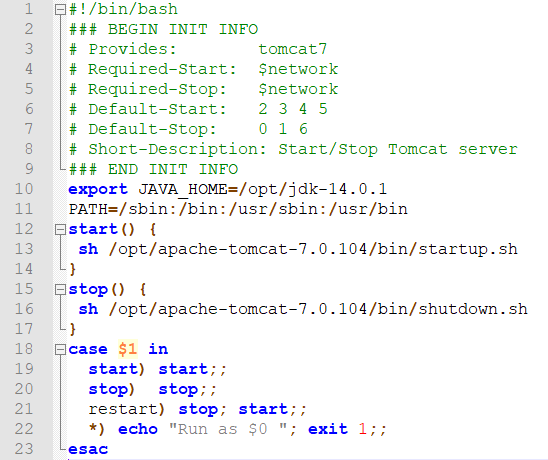 1 #!/bin/bash
2 ### BEGIN INIT INFO
3 # Provides:        tomcat7
4 # Required-Start:  $network
5 # Required-Stop:   $network
6 # Default-Start:   2 3 4 5
7 # Default-Stop:    0 1 6
8 # Short-Description: Start/Stop Tomcat server
9 ### END INIT INFO
10 export JAVA_HOME=/opt/jdk-14.0.1
11 PATH=/sbin:/bin:/usr/sbin:/usr/bin
12 start() {
13  sh /opt/apache-tomcat-7.0.104/bin/startup.sh
14 }
15 stop() {
16  sh /opt/apache-tomcat-7.0.104/bin/shutdown.sh
17 }
18 case $1 in
19   start) start;;
20   stop)  stop;;
21   restart) stop; start;;
22   *) echo "Run as $0 "; exit 1;;
23 esac